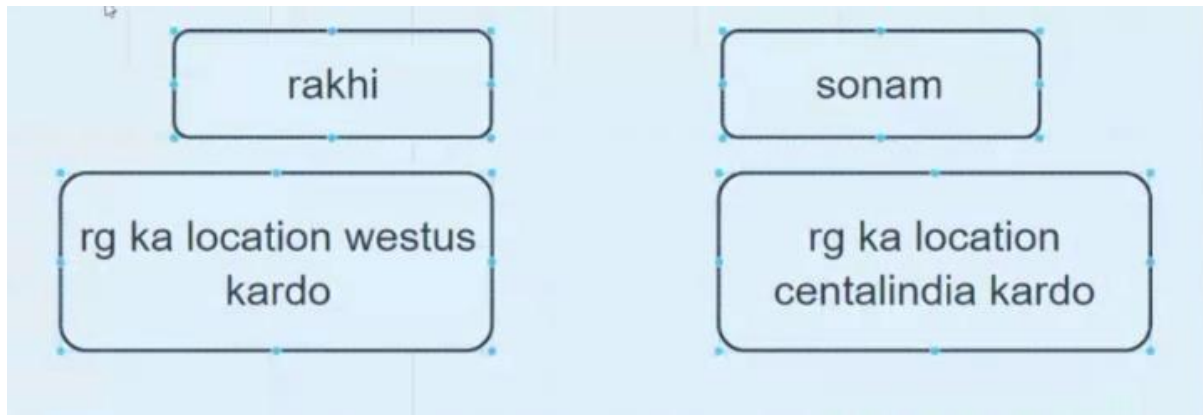 rakhi
sonam
rg ka location westus
kardo
rg ka location
centalindia kardo